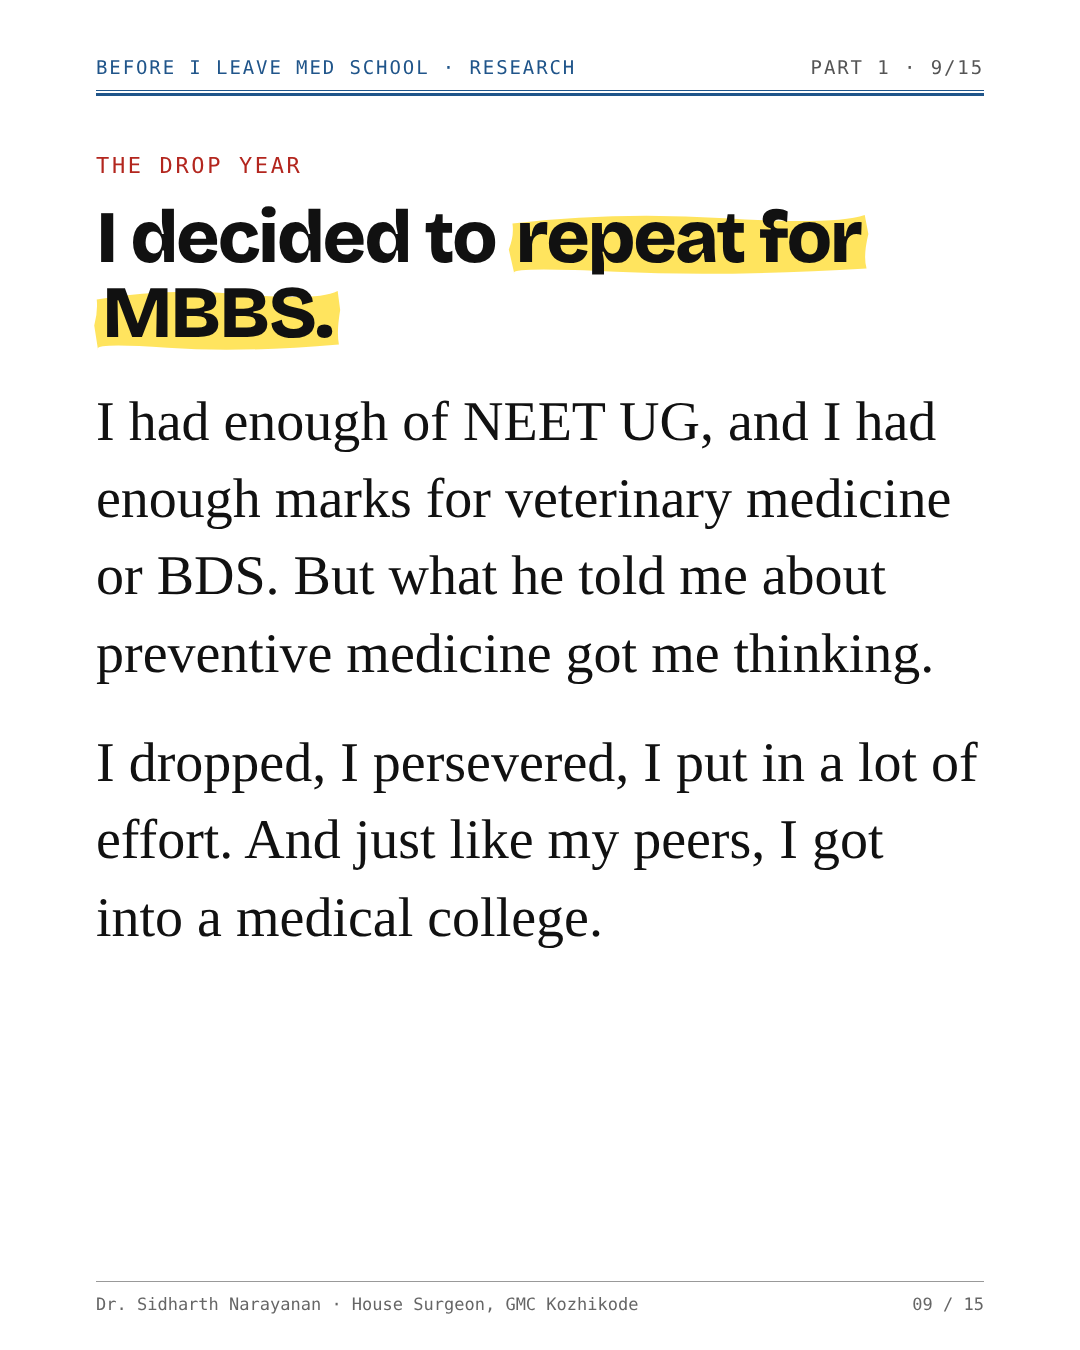 BEFORE I LEAVE MED SCHOOL · RESEARCH
PART 1 · 9/15
THE DROP YEAR
I decided to repeat for
MBBS.
I had enough of NEET UG, and I had
enough marks for veterinary medicine
or BDS. But what he told me about
preventive medicine got me thinking.
I dropped, I persevered, I put in a lot of
effort. And just like my peers, I got
into a medical college.
Dr. Sidharth Narayanan · House Surgeon, GMC Kozhikode
09 / 15